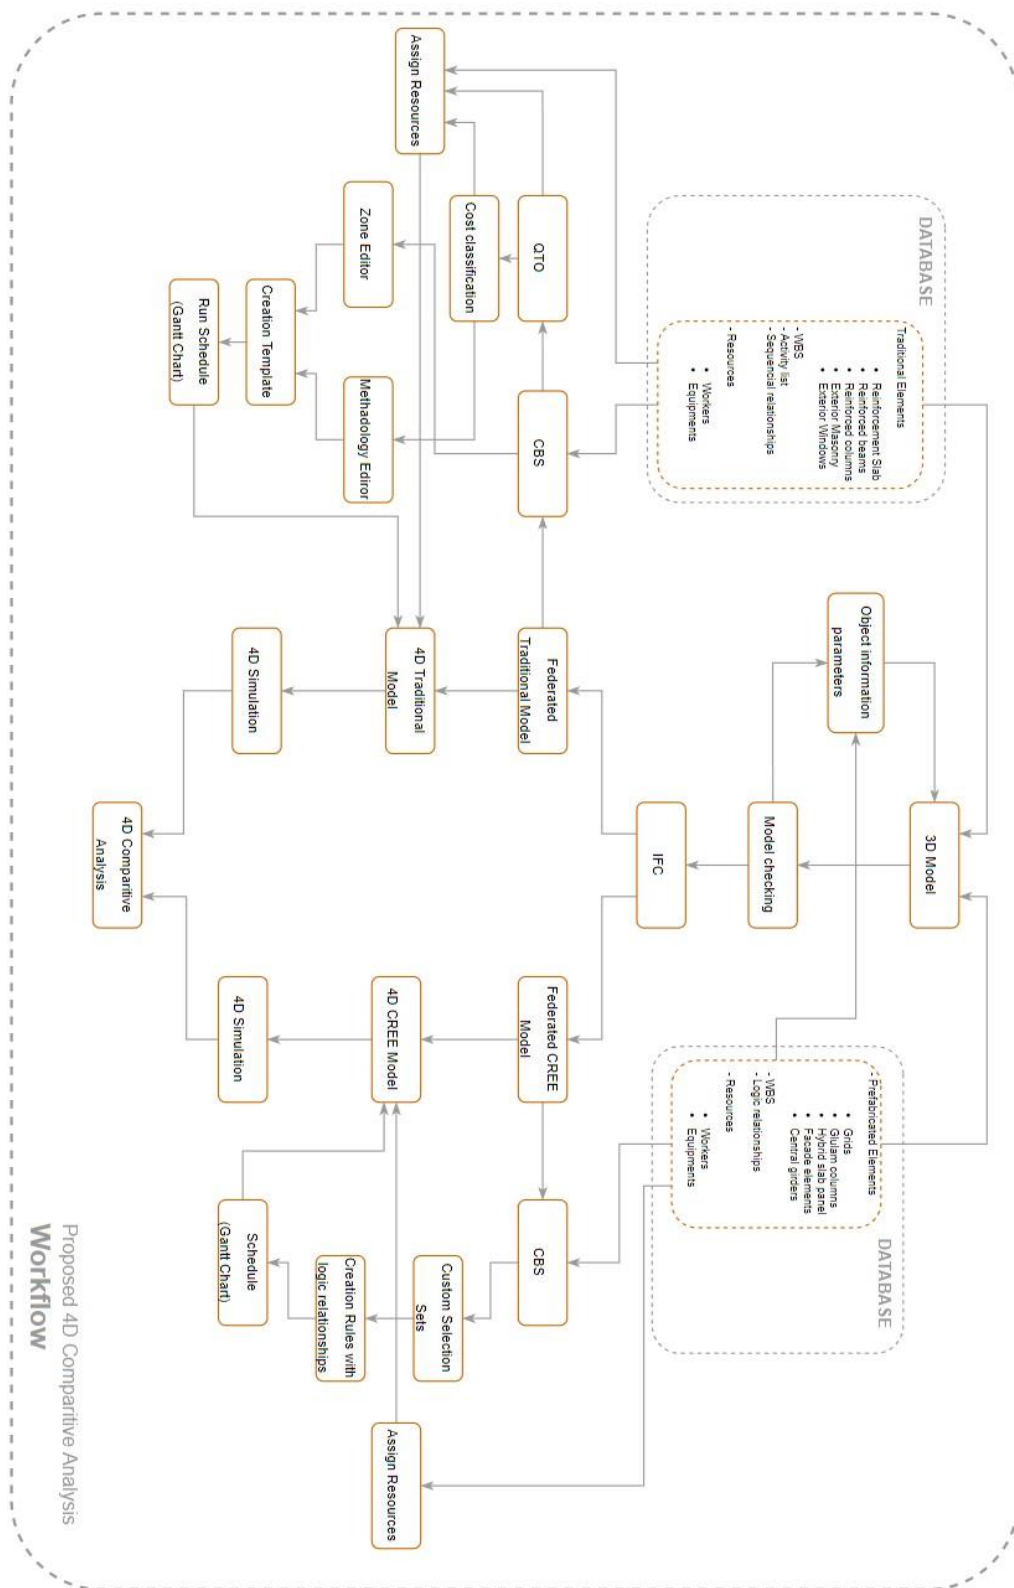 DATABASE
Traditional Elements
• Reinforcement Slab
• Reinforced beams
• Reinforced columns
• Exterior Masonry
• Exterior Windows
- WBS
- Activity list
- Sequencial relationships
- Resources
• Workers
• Equipments
3D Model
Object information
parameters
Model checking
IFC
DATABASE
- Prefabricated Elements
• Grids
• Glulam columns
• Hybrid slab panel
• Facade elements
• Central girders
- WBS
- Logic relationships
- Resources
• Workers
• Equipments
Assign Resources
QTO
CBS
Cost classification
Zone Editor
Methadology Ediror
Creation Template
Run Schedule
(Gantt Chart)
Federated
Traditional Model
4D Traditional
Model
4D Simulation
Federated CREE
Model
4D CREE Model
4D Simulation
4D Comparitive
Analysis
CBS
Custom Selection
Sets
Creation Rules with
logic relationships
Schedule
(Gantt Chart)
Assign Resources
Proposed 4D Comparitive Analysis
Workflow